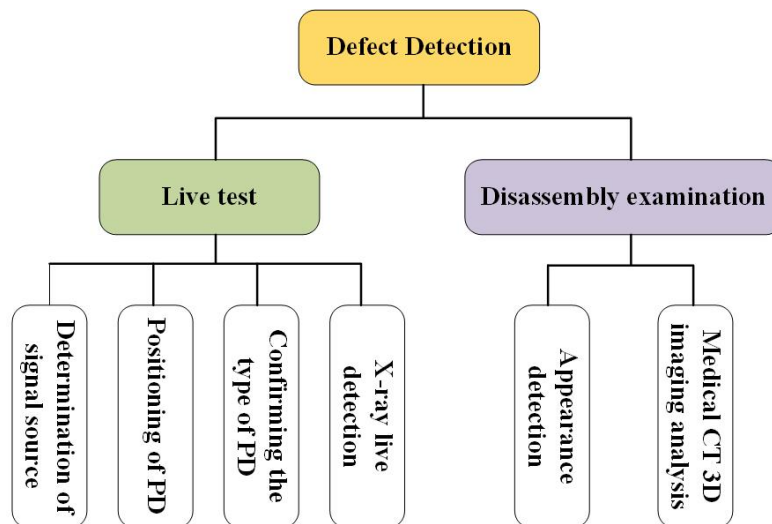 Defect Detection
Live test
Disassembly examination
Determination of
signal source
Positioning of PD
Confirming the
type of PD
X-ray live
detection
Appearance
detection
Medical CT 3D
imaging analysis